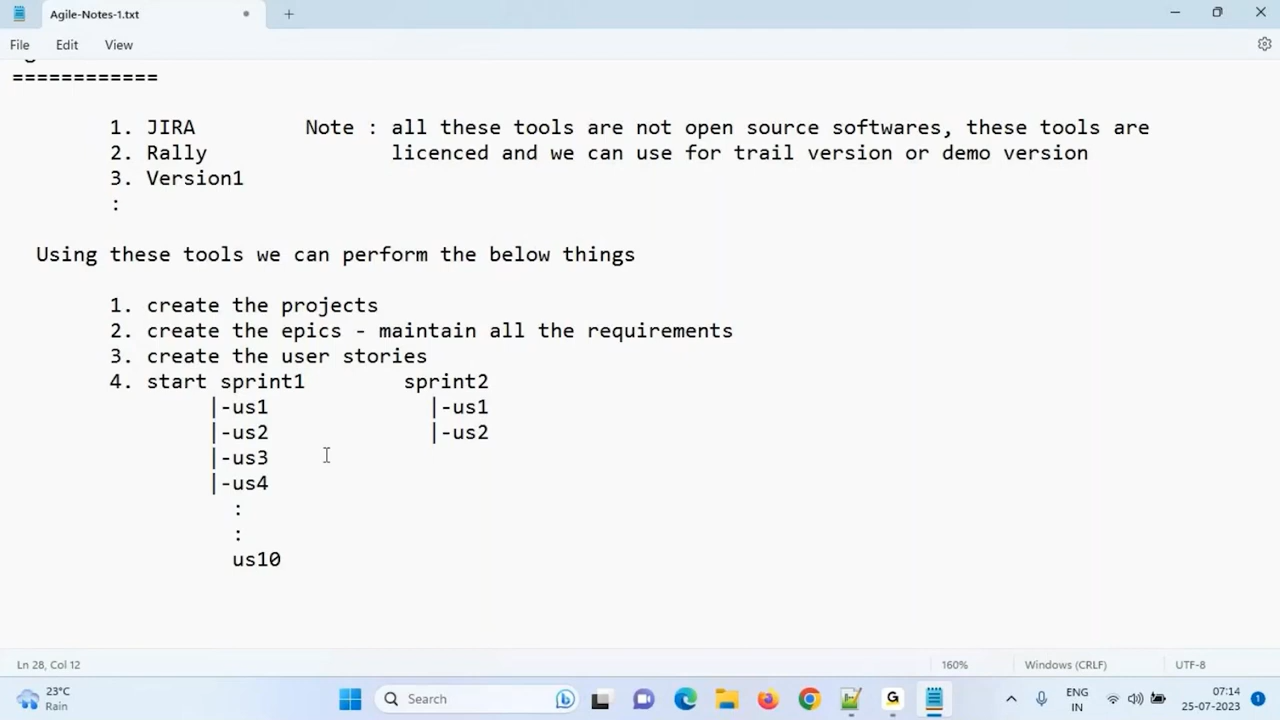 Agile-Notes-1.txt
File Edit View
============
1. JIRA Note : all these tools are not open source softwares, these tools are
2. Rally licenced and we can use for trail version or demo version
3. Version1
:
Using these tools we can perform the below things
1. create the projects
2. create the epics - maintain all the requirements
3. create the user stories
4. start sprint1 sprint2
|-us1 |-us1
|-us2 |-us2
|-us3
|-us4
:
:
us10
Ln 28, Col 12 160% Windows (CRLF) UTF-8
23°C
Rain
Search
ENG
IN
07:14
25-07-2023
1